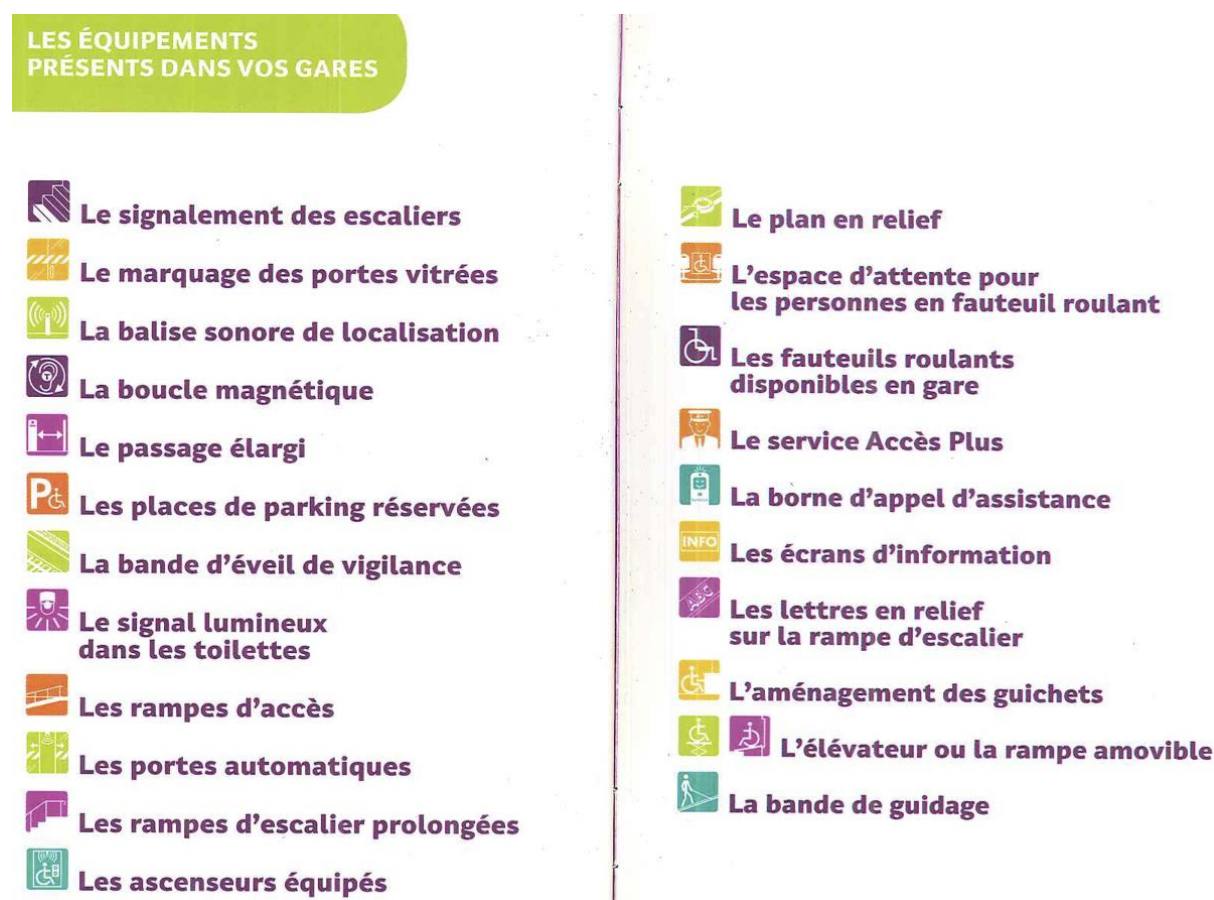 LES ÉQUIPEMENTS
PRÉSENTS DANS VOS GARES
Le signalement des escaliers
Le marquage des portes vitrées
La balise sonore de localisation
La boucle magnétique
Le passage élargi
P
Les places de parking réservées
La bande d'éveil de vigilance
Le signal lumineux
dans les toilettes
Les rampes d'accès
Les portes automatiques
Les rampes d'escalier prolongées
Les ascenseurs équipés
Le plan en relief
L'espace d'attente pour
les personnes en fauteuil roulant
Les fauteuils roulants
disponibles en gare
Le service Accès Plus
La borne d'appel d'assistance
INFO
Les écrans d'information
ABC
Les lettres en relief
sur la rampe d'escalier
L'aménagement des guichets
L'élévateur ou la rampe amovible
La bande de guidage